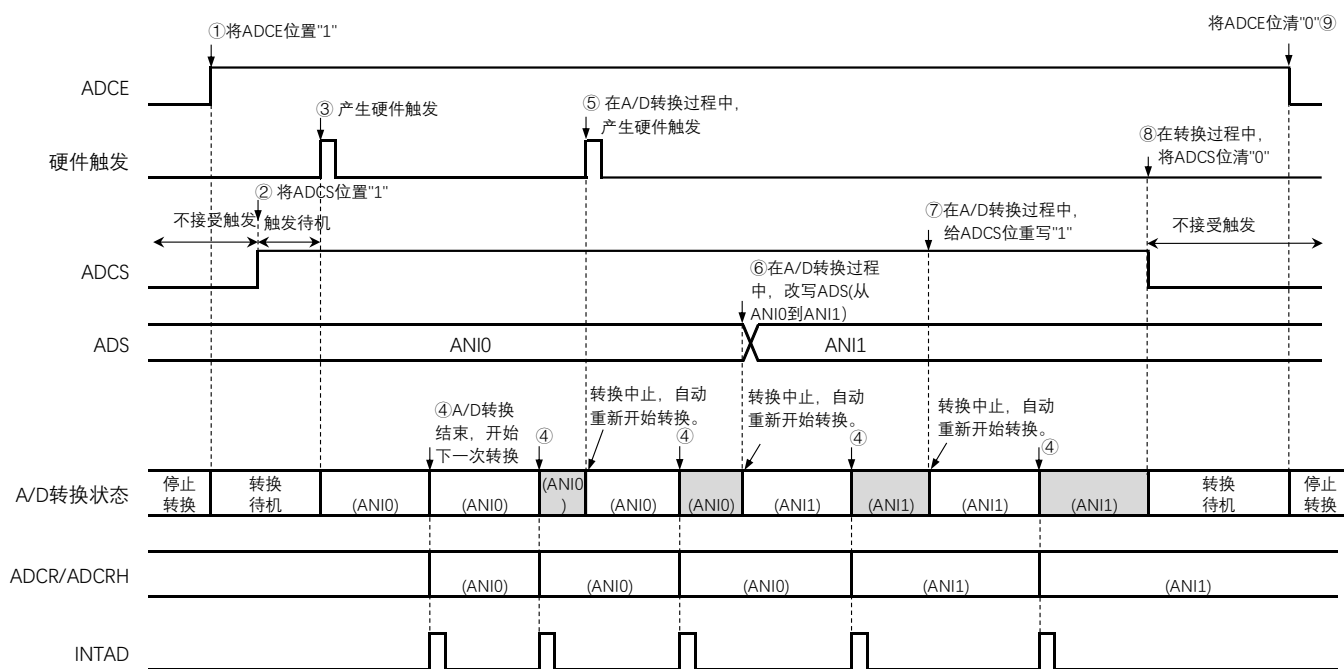 ①将ADCE位置"1"
将ADCE位清"0"⑨
ADCE
③ 产生硬件触发
⑤ 在A/D转换过程中,
产生硬件触发
⑧在转换过程中,
将ADCS位清"0"
硬件触发
② 将ADCS位置"1"
不接受触发
触发待机
⑦在A/D转换过程中,
给ADCS位重写"1"
不接受触发
ADCS
⑥在A/D转换过程
中，改写ADS(从
ANI0到ANI1)
ADS
ANI0
ANI1
④A/D转换
结束，开始
下一次转换
④
转换中止，自动
重新开始转换。
④
转换中止，自动
重新开始转换。
④
转换中止，自动
重新开始转换。
④
A/D转换状态
停止
转换
转换
待机
(ANI0)
(ANI0)
(ANI0
)
(ANI0)
(ANI0)
(ANI1)
(ANI1)
(ANI1)
(ANI1)
转换
待机
停止
转换
ADCR/ADCRH
(ANI0)
(ANI0)
(ANI0)
(ANI1)
(ANI1)
INTAD